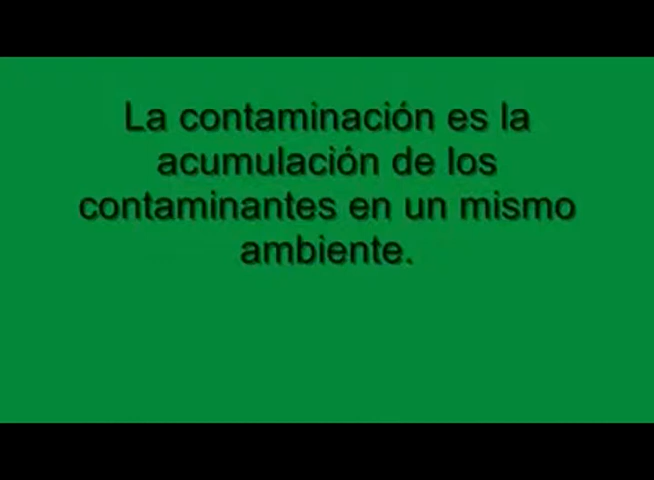 La contaminación es la
acumulación de los
contaminantes en un mismo
ambiente.